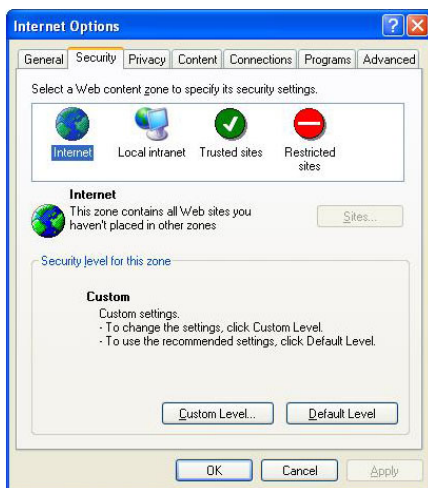 Internet Options
General Security Privacy Content Connections Programs Advanced
Select a Web content zone to specify its security settings.
Internet Local intranet Trusted sites Restricted sites
Internet
This zone contains all Web sites you
haven't placed in other zones
Sites...
Security level for this zone
Custom
Custom settings.
- To change the settings, click Custom Level.
- To use the recommended settings, click Default Level.
Custom Level... Default Level
OK Cancel Apply